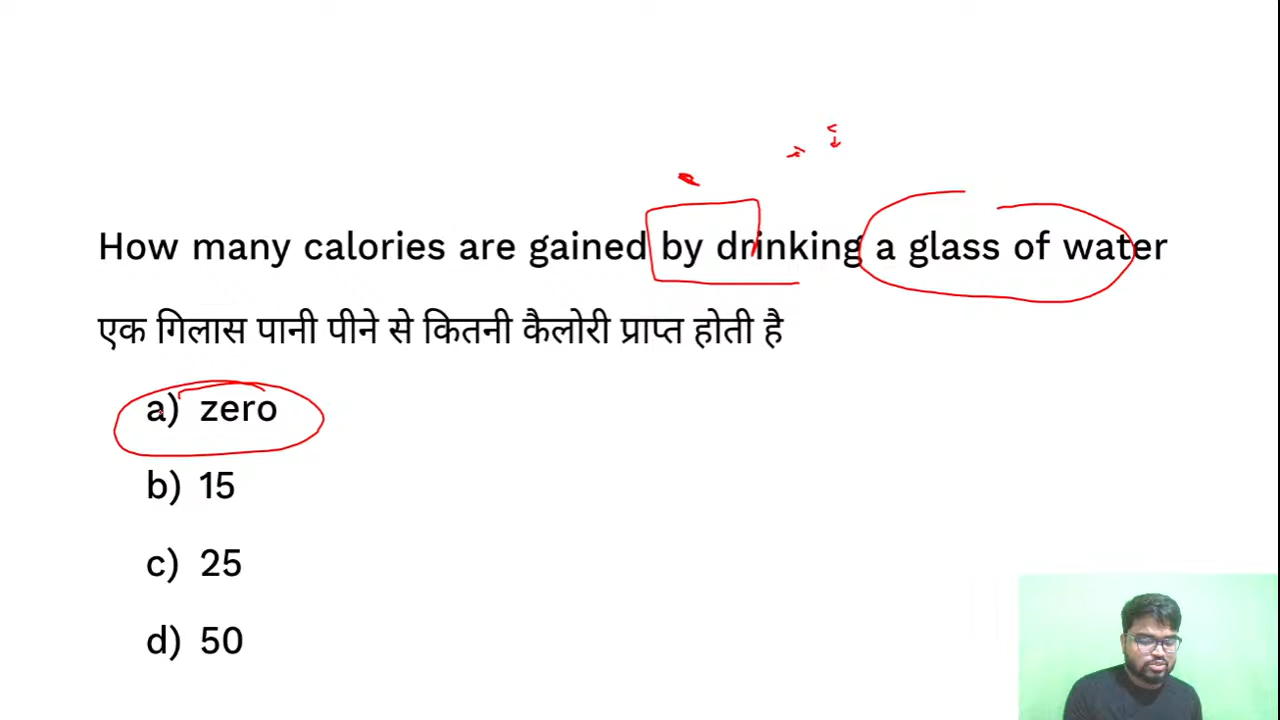 How many calories are gained by drinking a glass of water
एक गिलास पानी पीने से कितनी कैलोरी प्राप्त होती है
a) zero
b) 15
c) 25
d) 50